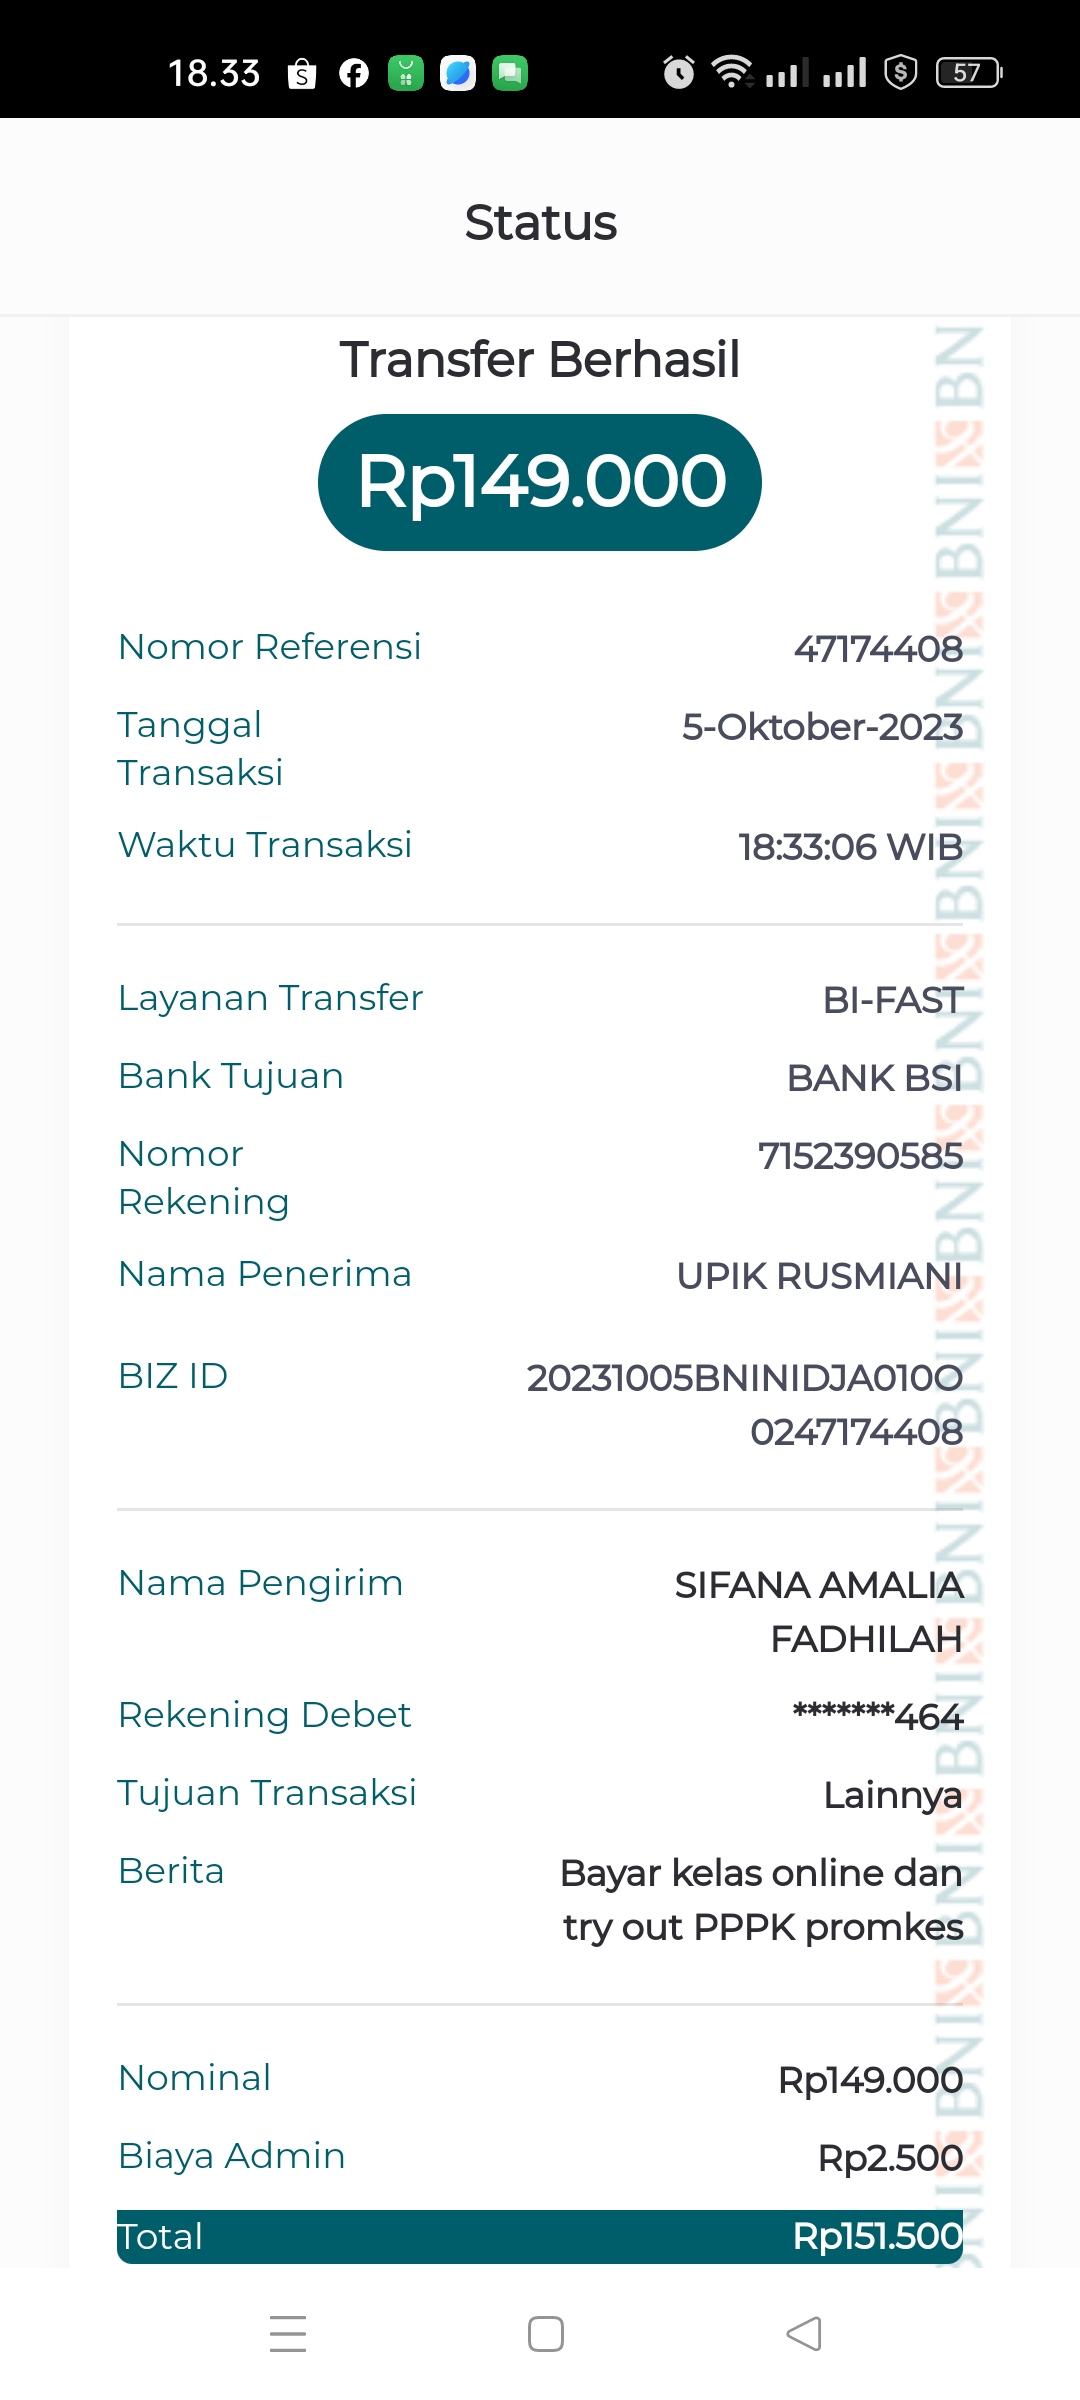 18.33
57
Status
Transfer Berhasil
Rp149.000
Nomor Referensi 47174408
Tanggal 5-Oktober-2023
Transaksi
Waktu Transaksi 18:33:06 WIB
Layanan Transfer BI-FAST
Bank Tujuan BANK BSI
Nomor 7152390585
Rekening
Nama Penerima UPIK RUSMIANI
BIZ ID 20231005BNINIDJA010O
0247174408
Nama Pengirim SIFANA AMALIA
FADHILAH
Rekening Debet *******464
Tujuan Transaksi Lainnya
Berita Bayar kelas online dan
try out PPPK promkes
Nominal Rp149.000
Biaya Admin Rp2.500
Total Rp151.500
BNI BNI BNI BNI BNI BNI BNI BNI BNI BNI BNI